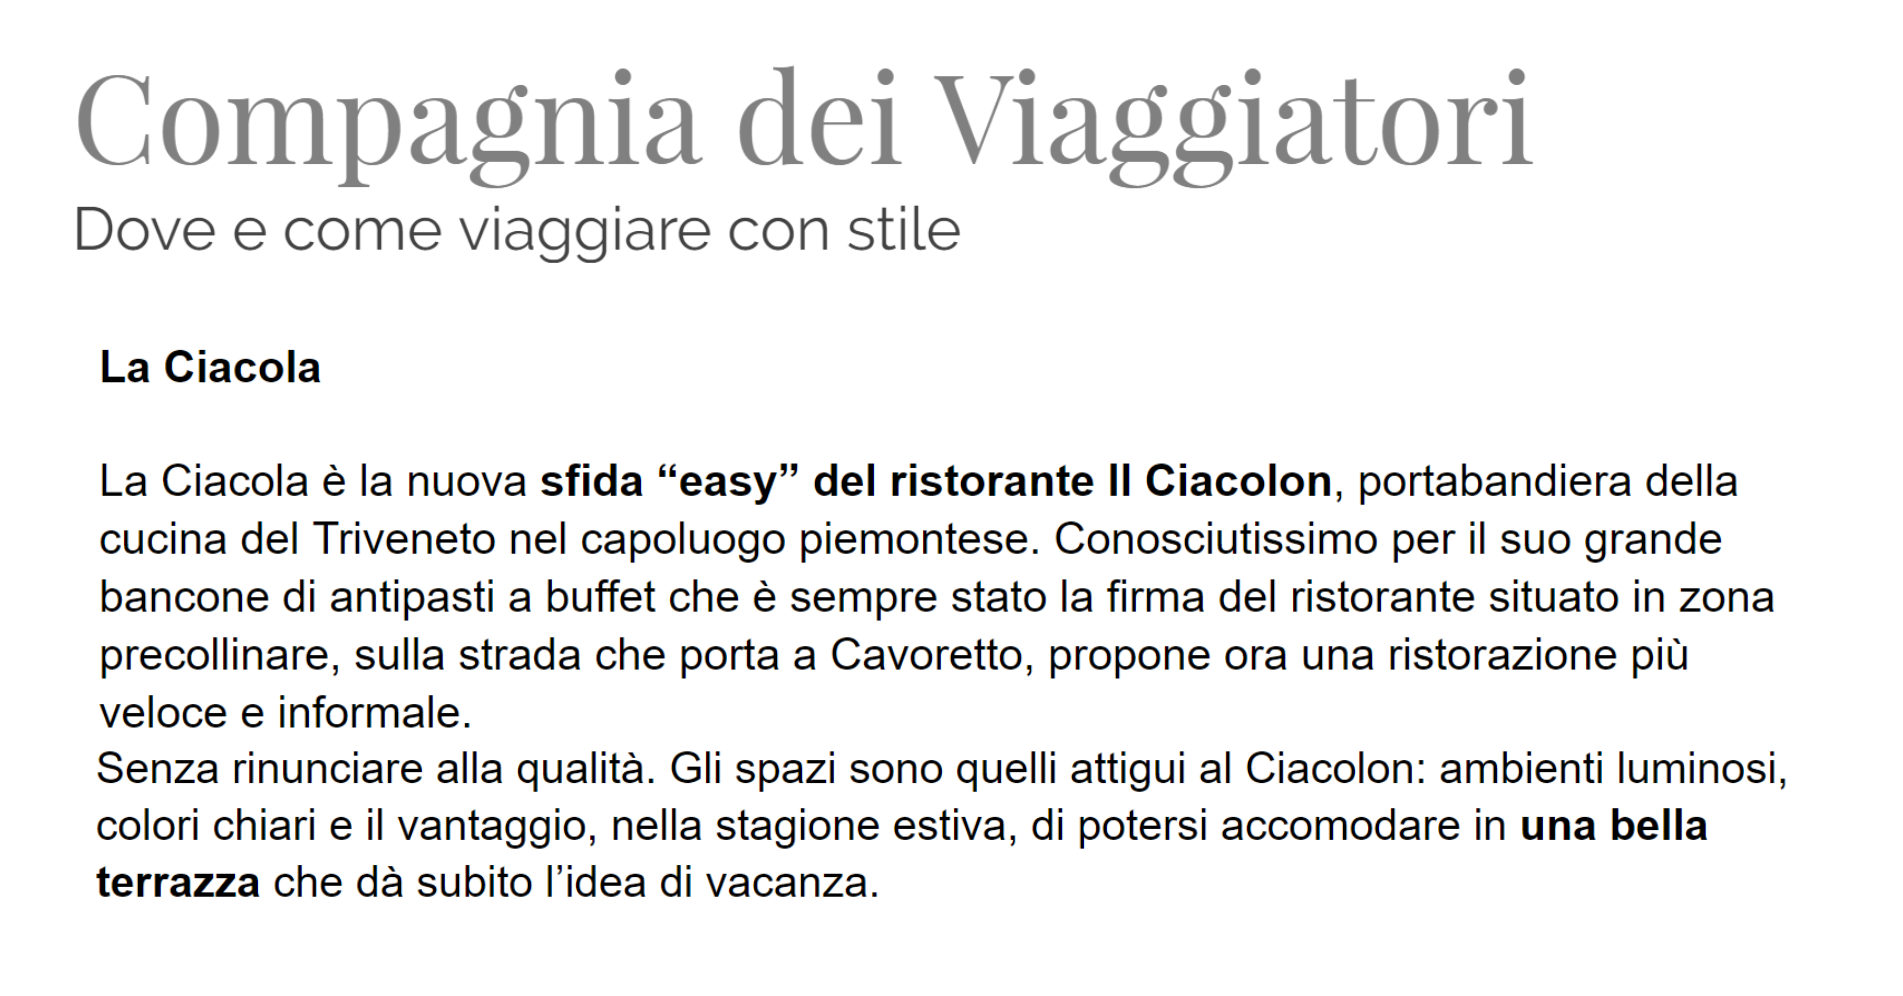 Compagnia dei Viaggiatori
Dove e come viaggiare con stile
La Ciacola
La Ciacola è la nuova sfida “easy” del ristorante Il Ciacolon, portabandiera della
cucina del Triveneto nel capoluogo piemontese. Conosciutissimo per il suo grande
bancone di antipasti a buffet che è sempre stato la firma del ristorante situato in zona
precollinare, sulla strada che porta a Cavoretto, propone ora una ristorazione più
veloce e informale.
Senza rinunciare alla qualità. Gli spazi sono quelli attigui al Ciacolon: ambienti luminosi,
colori chiari e il vantaggio, nella stagione estiva, di potersi accomodare in una bella
terrazza che dà subito l’idea di vacanza.